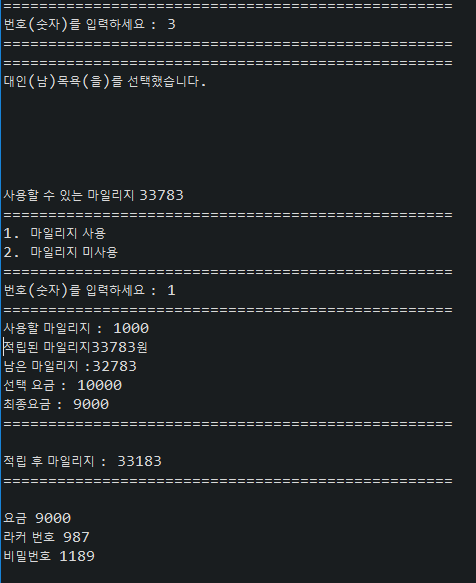 ==================================================
번호(숫자)를 입력하세요 : 3
==================================================
==================================================
대인(남)목욕(을)를 선택했습니다.
사용할 수 있는 마일리지 33783
==================================================
1. 마일리지 사용
2. 마일리지 미사용
==================================================
번호(숫자)를 입력하세요 : 1
==================================================
사용할 마일리지 : 1000
적립된 마일리지33783원
남은 마일리지 :32783
선택 요금 : 10000
최종요금 : 9000
==================================================
적립 후 마일리지 : 33183
==================================================
요금 9000
라커 번호 987
비밀번호 1189